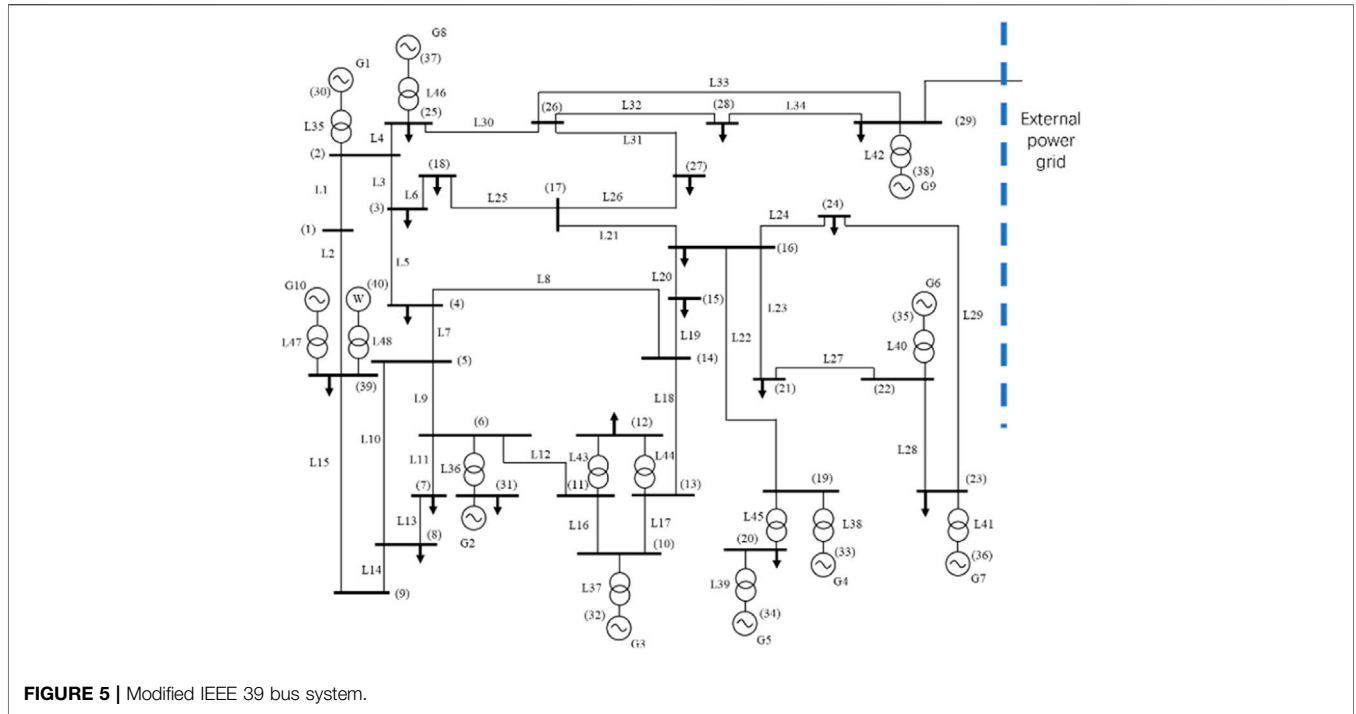 G8
(37)
G1
(30)
L46
L33
(25)
L35
(26)
L32
(28)
L34
L30
(29)
External
power
grid
L4
L31
L42
(2)
(18)
(27)
(38)
G9
L1
L3
L6
(17)
L25
L26
(24)
L24
(3)
(1)
L21
(16)
L2
L5
L20
G10
(40)
W
L8
G6
(4)
(15)
L23
L29
(35)
L7
L19
L22
L47
L48
L40
(5)
(14)
L27
(39)
(21)
(22)
L9
L18
(6)
(12)
L10
L28
L15
L11
L36
L12
L43
L44
(7)
(31)
(11)
(13)
(19)
(23)
L13
L16
L17
L45
L38
L41
(8)
G2
(10)
(20)
(33)
(36)
L14
G4
G7
L37
L39
(9)
(32)
(34)
G3
G5
FIGURE 5 | Modified IEEE 39 bus system.